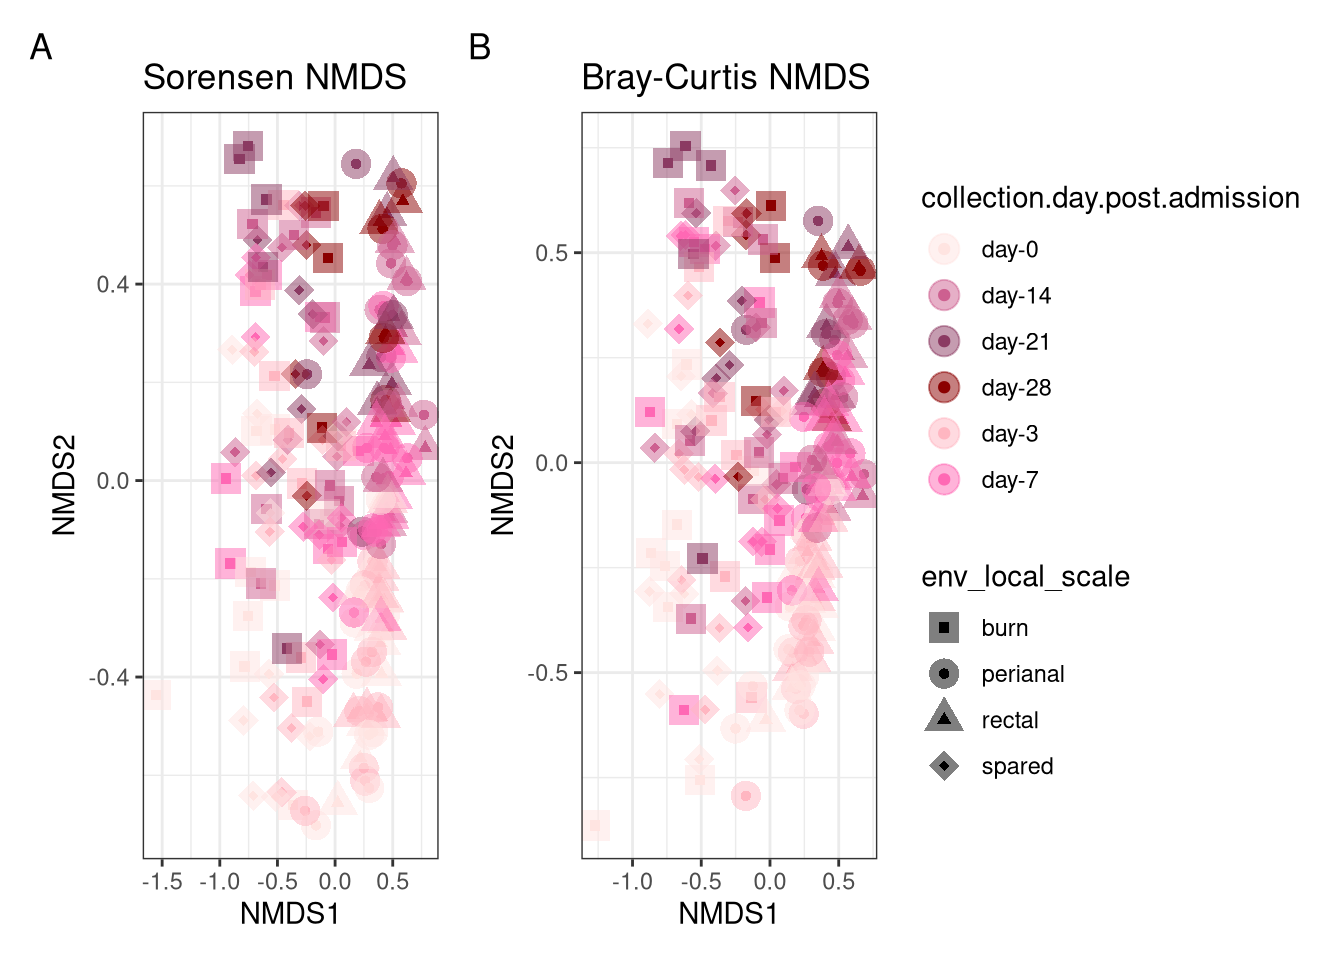 A
B
Sorensen NMDS
Bray-Curtis NMDS
NMDS2
0.4
0.0
-0.4
-1.5 -1.0 -0.5 0.0 0.5
NMDS1
NMDS2
0.5
0.0
-0.5
-1.0 -0.5 0.0 0.5
NMDS1
collection.day.post.admission
day-0
day-14
day-21
day-28
day-3
day-7
env_local_scale
burn
perianal
rectal
spared